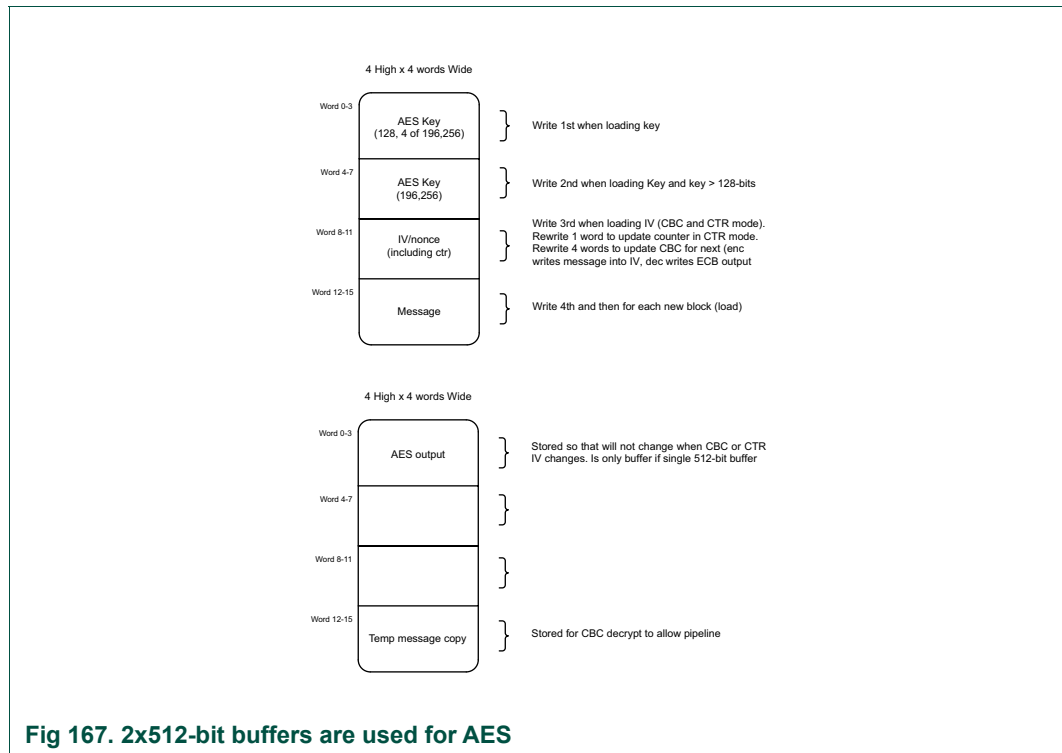 4 High x 4 words Wide
Word 0-3
AES Key
(128, 4 of 196,256)
Write 1st when loading key
Word 4-7
AES Key
(196,256)
Write 2nd when loading Key and key > 128-bits
Word 8-11
IV/nonce
(including ctr)
Write 3rd when loading IV (CBC and CTR mode).
Rewrite 1 word to update counter in CTR mode.
Rewrite 4 words to update CBC for next (enc
writes message into IV, dec writes ECB output
Word 12-15
Message
Write 4th and then for each new block (load)
4 High x 4 words Wide
Word 0-3
AES output
Stored so that will not change when CBC or CTR
IV changes. Is only buffer if single 512-bit buffer
Word 4-7
Word 8-11
Word 12-15
Temp message copy
Stored for CBC decrypt to allow pipeline
Fig 167. 2x512-bit buffers are used for AES